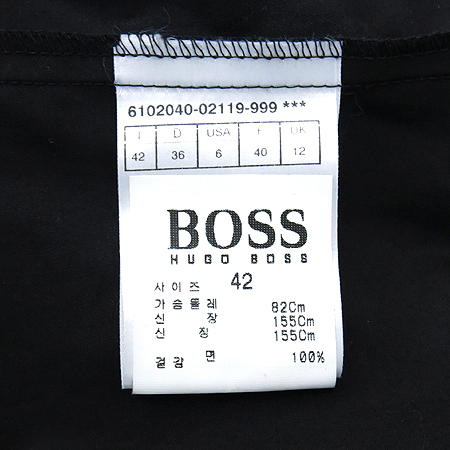 6102040-02119-999 ***
I D USA F UK
42 36 6 40 12
BOSS
HUGO BOSS
사이즈 42
가슴둘레 82Cm
신 장 155Cm
신 장 155Cm
겉감 면 100%